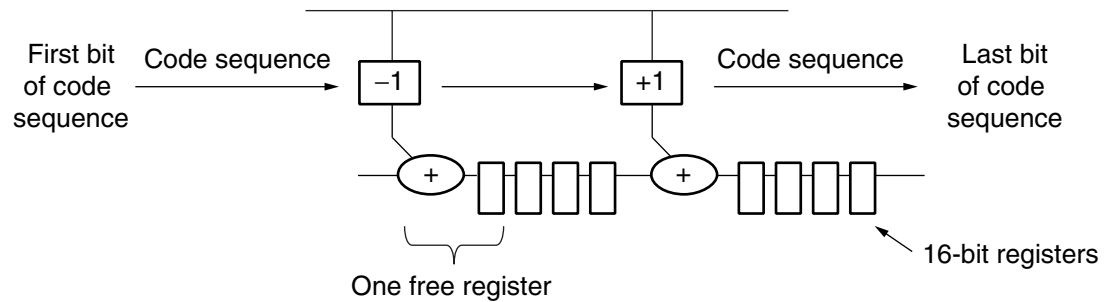 First bit
of code
sequence
Code sequence
−1
+1
Code sequence
Last bit
of code
sequence
+
+
One free register
16-bit registers